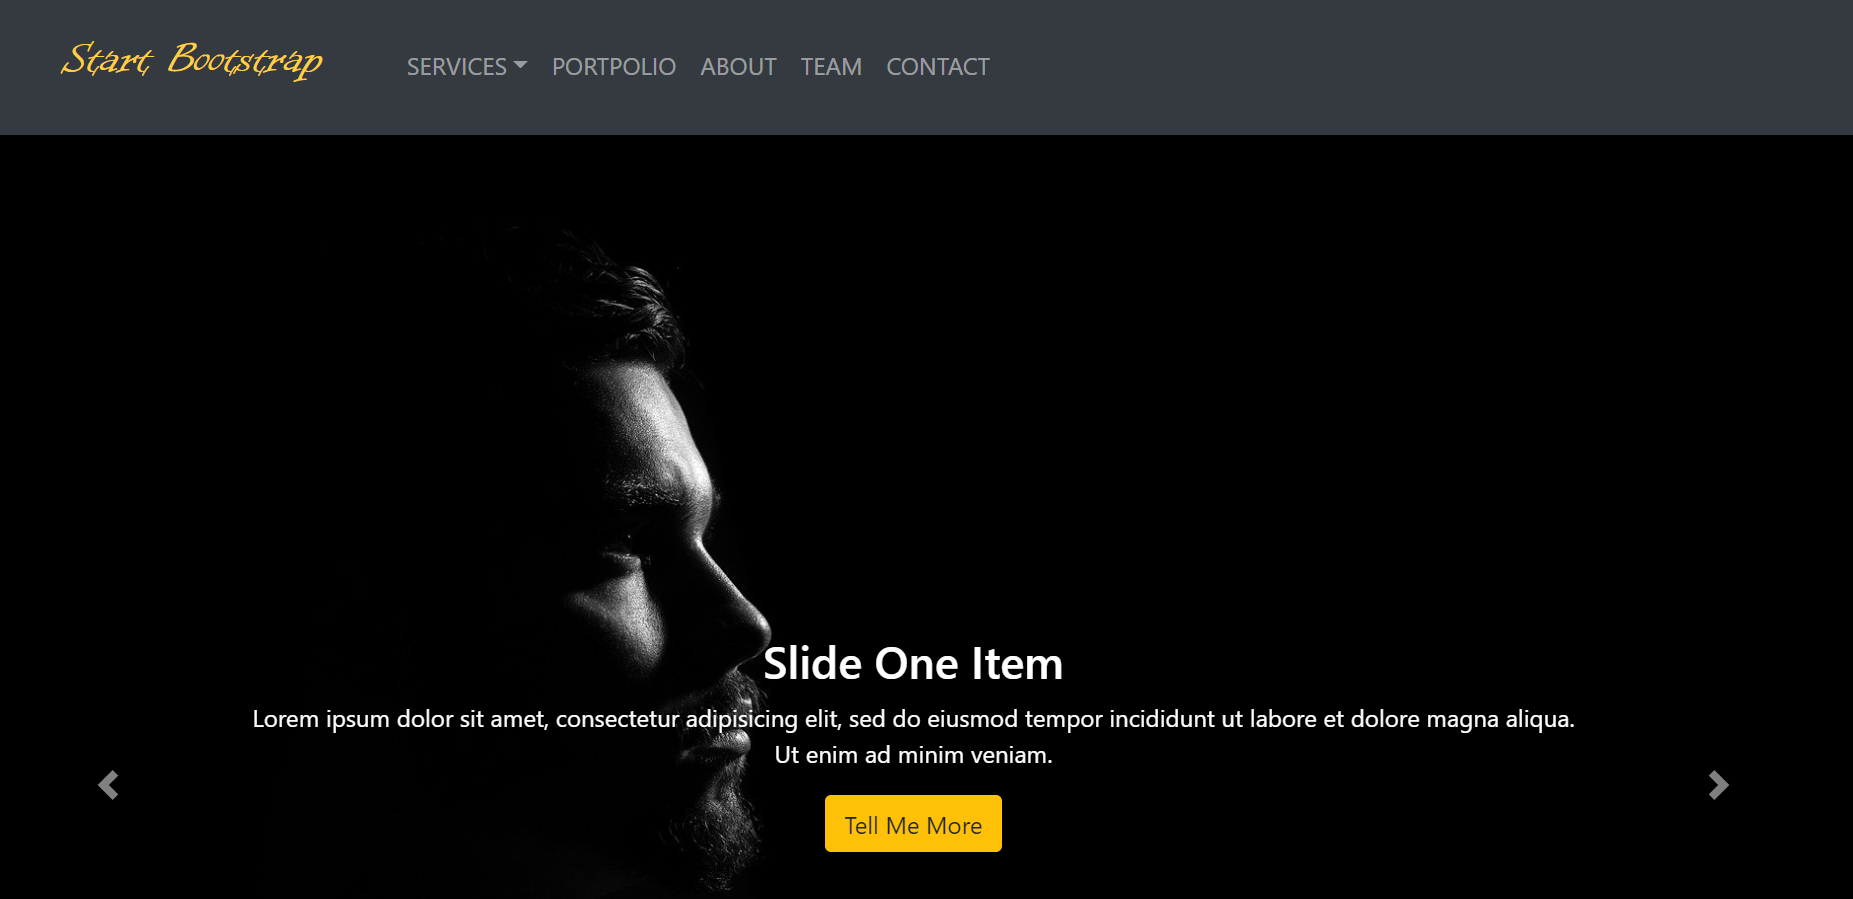 Start Bootstrap
SERVICES PORTPOLIO ABOUT TEAM CONTACT
Slide One Item
Lorem ipsum dolor sit amet, consectetur adipisicing elit, sed do eiusmod tempor incididunt ut labore et dolore magna aliqua.
Ut enim ad minim veniam.
Tell Me More